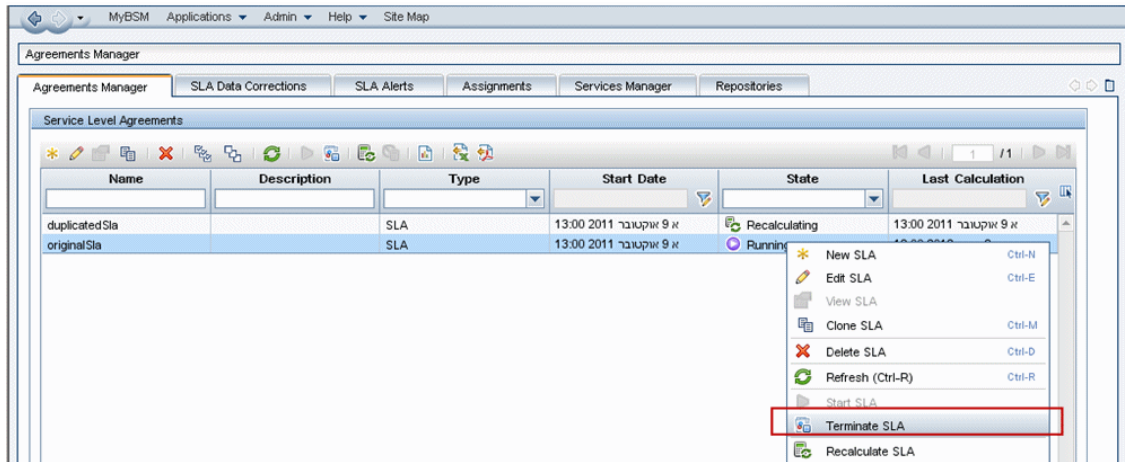 MyBSM Applications Admin Help Site Map
Agreements Manager
Agreements Manager SLA Data Corrections SLA Alerts Assignments Services Manager Repositories
Service Level Agreements
1 /1
Name Description Type Start Date State Last Calculation
duplicatedSla SLA א 9 אוקטובר 2011 13:00 Recalculating א 9 אוקטובר 2011 13:00
originalSla SLA א 9 אוקטובר 2011 13:00 Running
New SLA Ctrl-N
Edit SLA Ctrl-E
View SLA
Clone SLA Ctrl-M
Delete SLA Ctrl-D
Refresh (Ctrl-R) Ctrl-R
Start SLA
Terminate SLA
Recalculate SLA